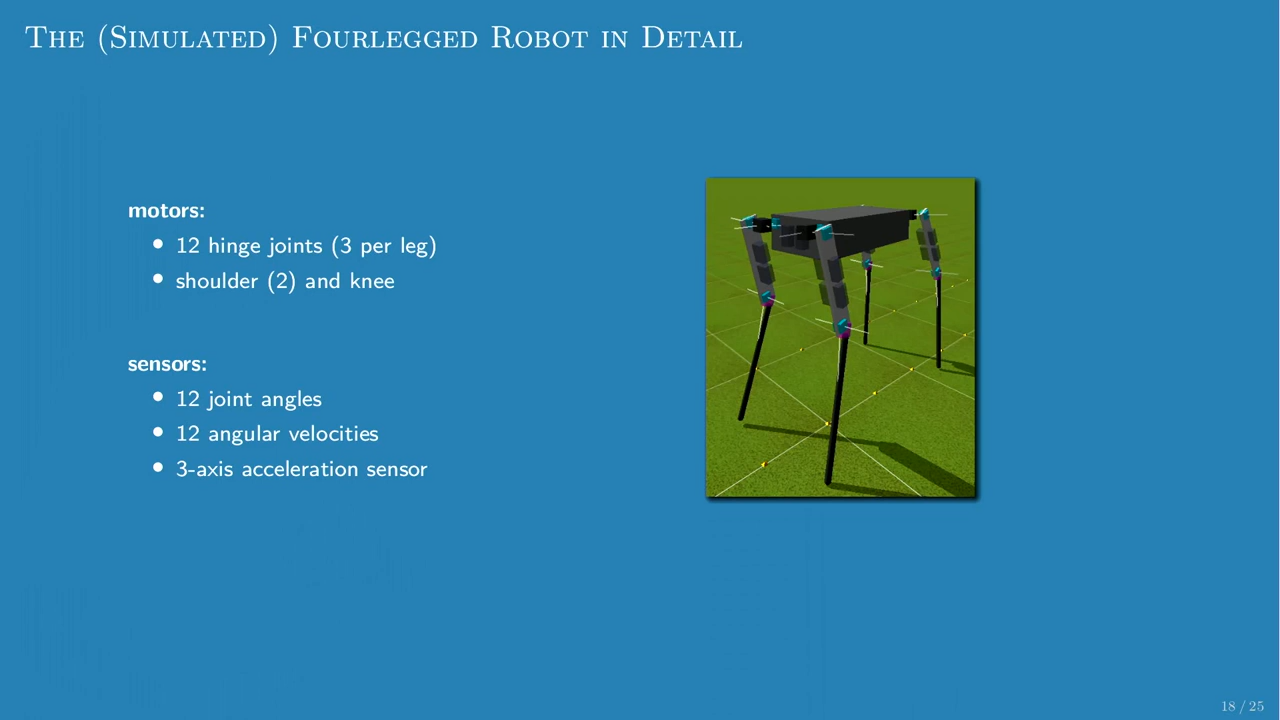 The (Simulated) Fourlegged Robot in Detail
motors:
• 12 hinge joints (3 per leg)
• shoulder (2) and knee
sensors:
• 12 joint angles
• 12 angular velocities
• 3-axis acceleration sensor
18 / 25